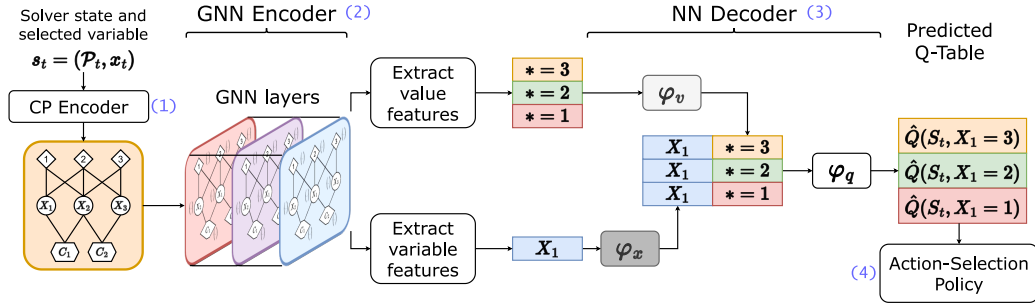 Solver state and
selected variable
s_t = (𝒫_t, x_t)
CP Encoder
(1)
1 2 3
X_1 X_2 X_3
C_1 C_2
GNN Encoder (2)
GNN layers
Extract
value
features
Extract
variable
features
* = 3
* = 2
* = 1
X_1
NN Decoder (3)
φ_v
φ_x
X_1 * = 3
X_1 * = 2
X_1 * = 1
φ_q
Predicted
Q-Table
Q̂(S_t, X_1 = 3)
Q̂(S_t, X_1 = 2)
Q̂(S_t, X_1 = 1)
(4)
Action-Selection
Policy